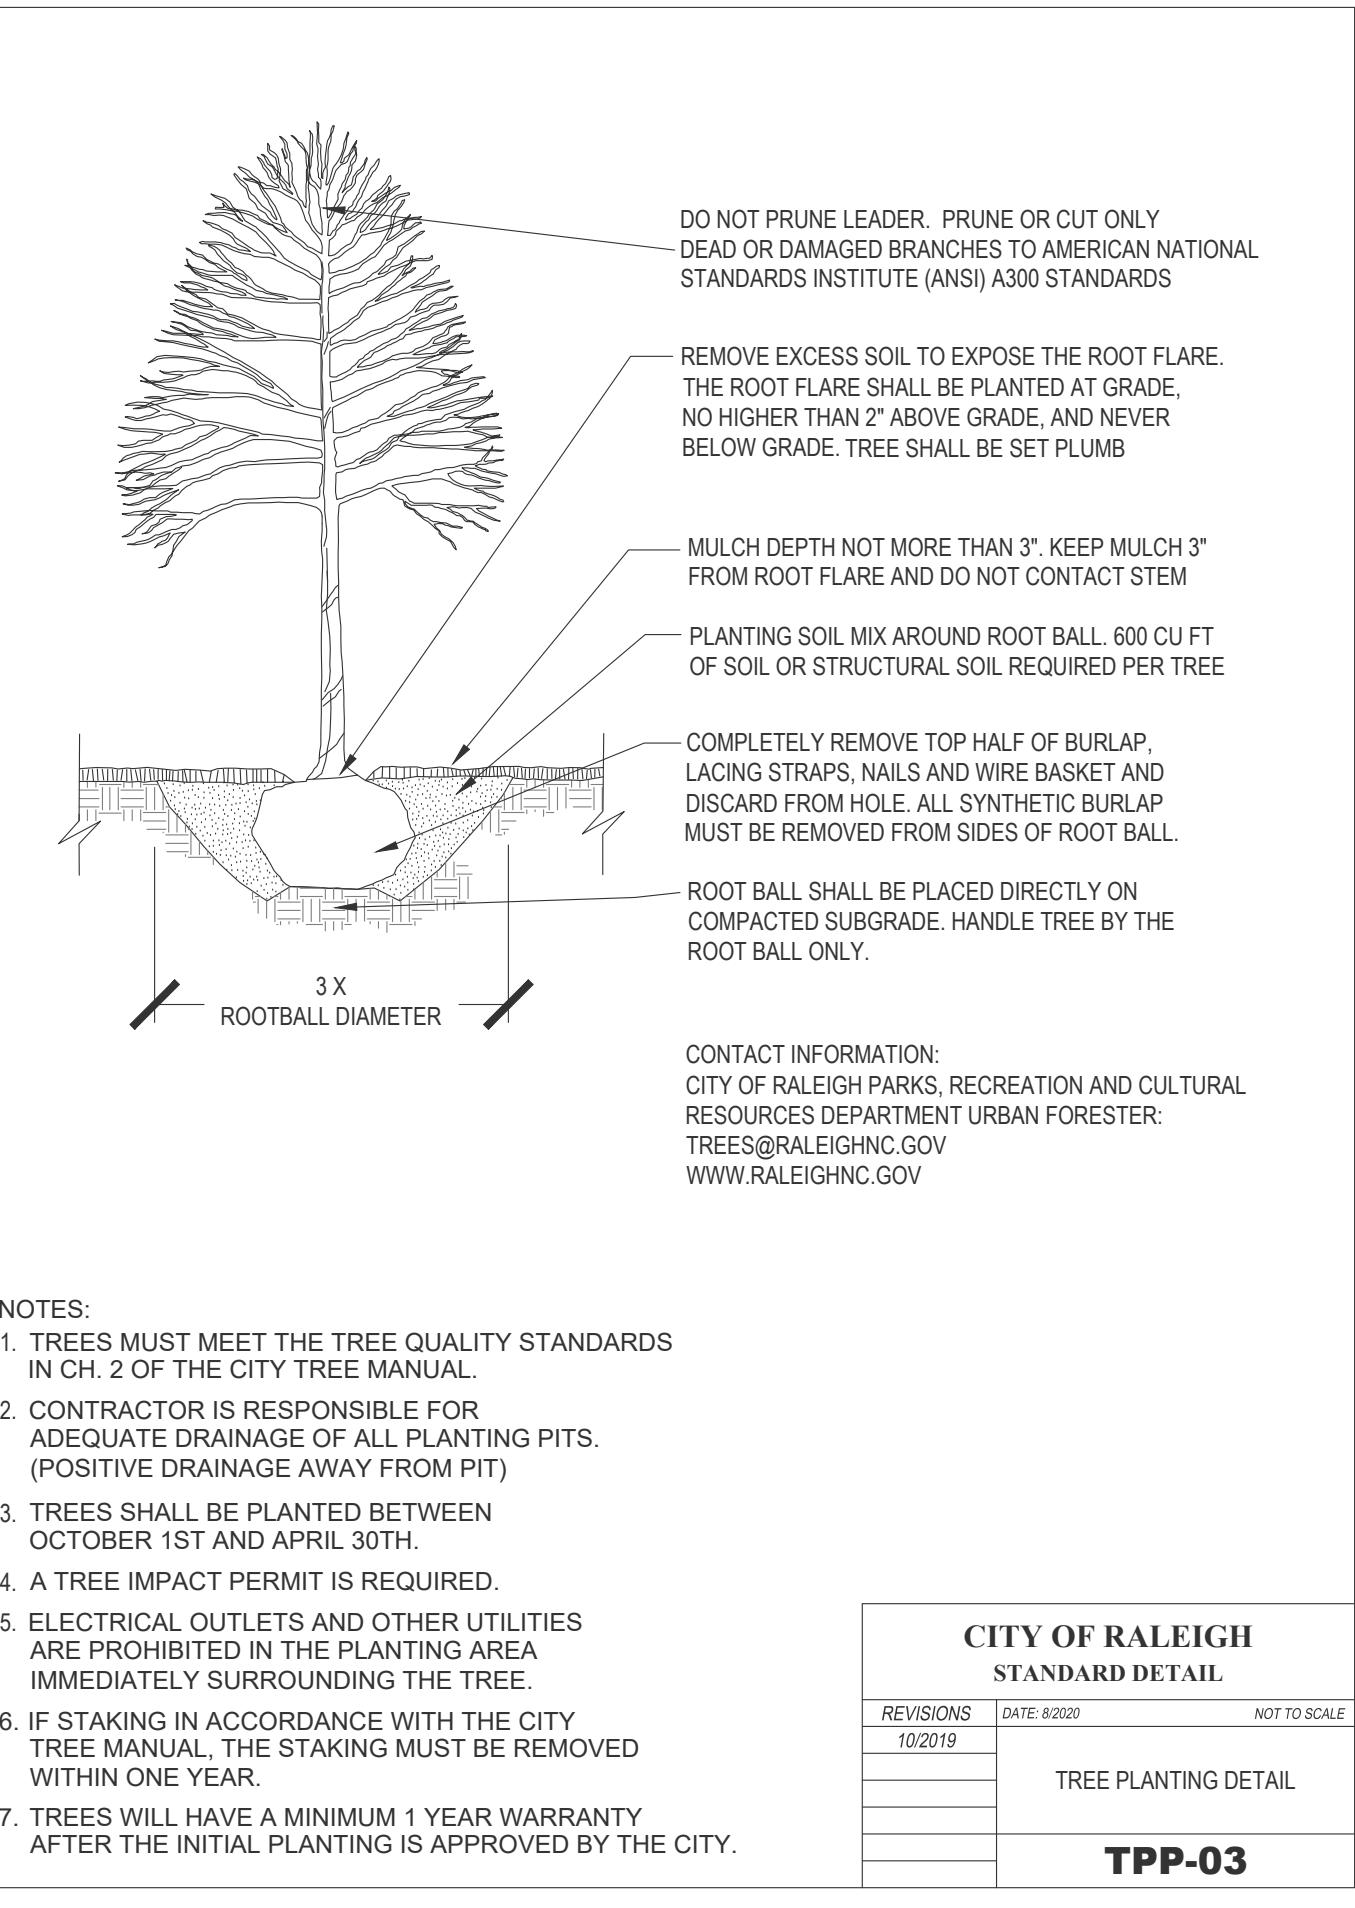 DO NOT PRUNE LEADER.  PRUNE OR CUT ONLY
DEAD OR DAMAGED BRANCHES TO AMERICAN NATIONAL
STANDARDS INSTITUTE (ANSI) A300 STANDARDS
REMOVE EXCESS SOIL TO EXPOSE THE ROOT FLARE.
THE ROOT FLARE SHALL BE PLANTED AT GRADE,
NO HIGHER THAN 2" ABOVE GRADE, AND NEVER
BELOW GRADE. TREE SHALL BE SET PLUMB
MULCH DEPTH NOT MORE THAN 3". KEEP MULCH 3"
FROM ROOT FLARE AND DO NOT CONTACT STEM
PLANTING SOIL MIX AROUND ROOT BALL. 600 CU FT
OF SOIL OR STRUCTURAL SOIL REQUIRED PER TREE
COMPLETELY REMOVE TOP HALF OF BURLAP,
LACING STRAPS, NAILS AND WIRE BASKET AND
DISCARD FROM HOLE. ALL SYNTHETIC BURLAP
MUST BE REMOVED FROM SIDES OF ROOT BALL.
ROOT BALL SHALL BE PLACED DIRECTLY ON
COMPACTED SUBGRADE. HANDLE TREE BY THE
ROOT BALL ONLY.
3 X
ROOTBALL DIAMETER
CONTACT INFORMATION:
CITY OF RALEIGH PARKS, RECREATION AND CULTURAL
RESOURCES DEPARTMENT URBAN FORESTER:
TREES@RALEIGHNC.GOV
WWW.RALEIGHNC.GOV
NOTES:
1. TREES MUST MEET THE TREE QUALITY STANDARDS
IN CH. 2 OF THE CITY TREE MANUAL.
2. CONTRACTOR IS RESPONSIBLE FOR
ADEQUATE DRAINAGE OF ALL PLANTING PITS.
(POSITIVE DRAINAGE AWAY FROM PIT)
3. TREES SHALL BE PLANTED BETWEEN
OCTOBER 1ST AND APRIL 30TH.
4. A TREE IMPACT PERMIT IS REQUIRED.
5. ELECTRICAL OUTLETS AND OTHER UTILITIES
ARE PROHIBITED IN THE PLANTING AREA
IMMEDIATELY SURROUNDING THE TREE.
6. IF STAKING IN ACCORDANCE WITH THE CITY
TREE MANUAL, THE STAKING MUST BE REMOVED
WITHIN ONE YEAR.
7. TREES WILL HAVE A MINIMUM 1 YEAR WARRANTY
AFTER THE INITIAL PLANTING IS APPROVED BY THE CITY.
CITY OF RALEIGH
STANDARD DETAIL
REVISIONS
DATE: 8/2020
NOT TO SCALE
10/2019
TREE PLANTING DETAIL
TPP-03